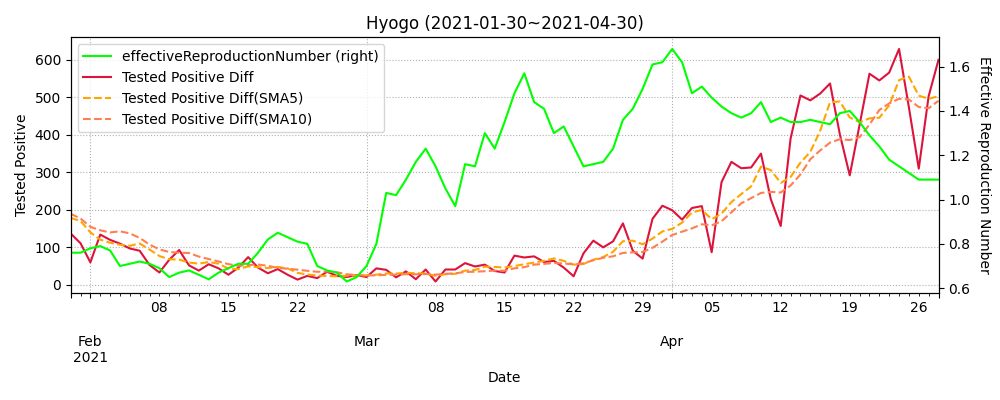 Hyogo (2021-01-30~2021-04-30)
effectiveReproductionNumber (right)
Tested Positive Diff
Tested Positive Diff(SMA5)
Tested Positive Diff(SMA10)
Tested Positive
600
500
400
300
200
100
0
1.6
1.4
1.2
1.0
0.8
0.6
Effective Reproduction Number
08 15 22 08 15 22 29 05 12 19 26
Feb Mar Apr
2021
Date